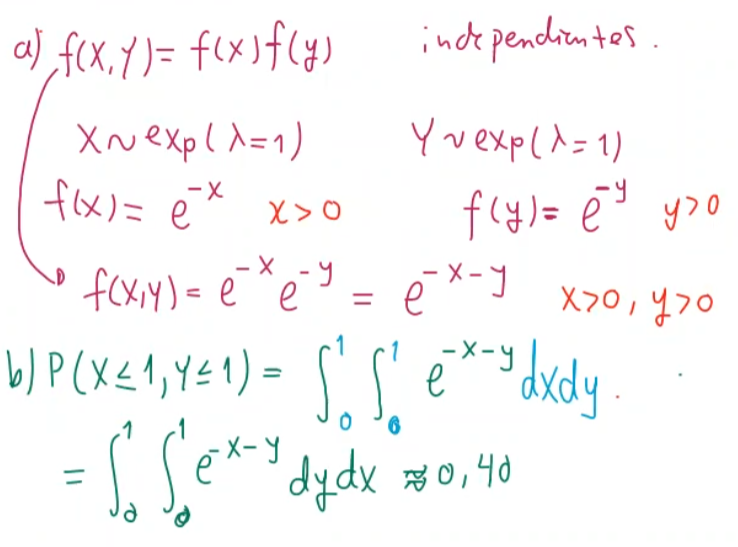 a) f(X,Y)= f(x)f(y) independientes.
X~exp(λ=1) Y~exp(λ=1)
f(x)= e^{-x} x>0 f(y)= e^{-y} y>0
f(X,Y)= e^{-x}e^{-y} = e^{-x-y} x>0, y>0
b) P(X≤1, Y≤1) = ∫_0^1 ∫_0^1 e^{-x-y} dxdy.
= ∫_0^1 ∫_0^1 e^{-x-y} dydx ≈ 0,40